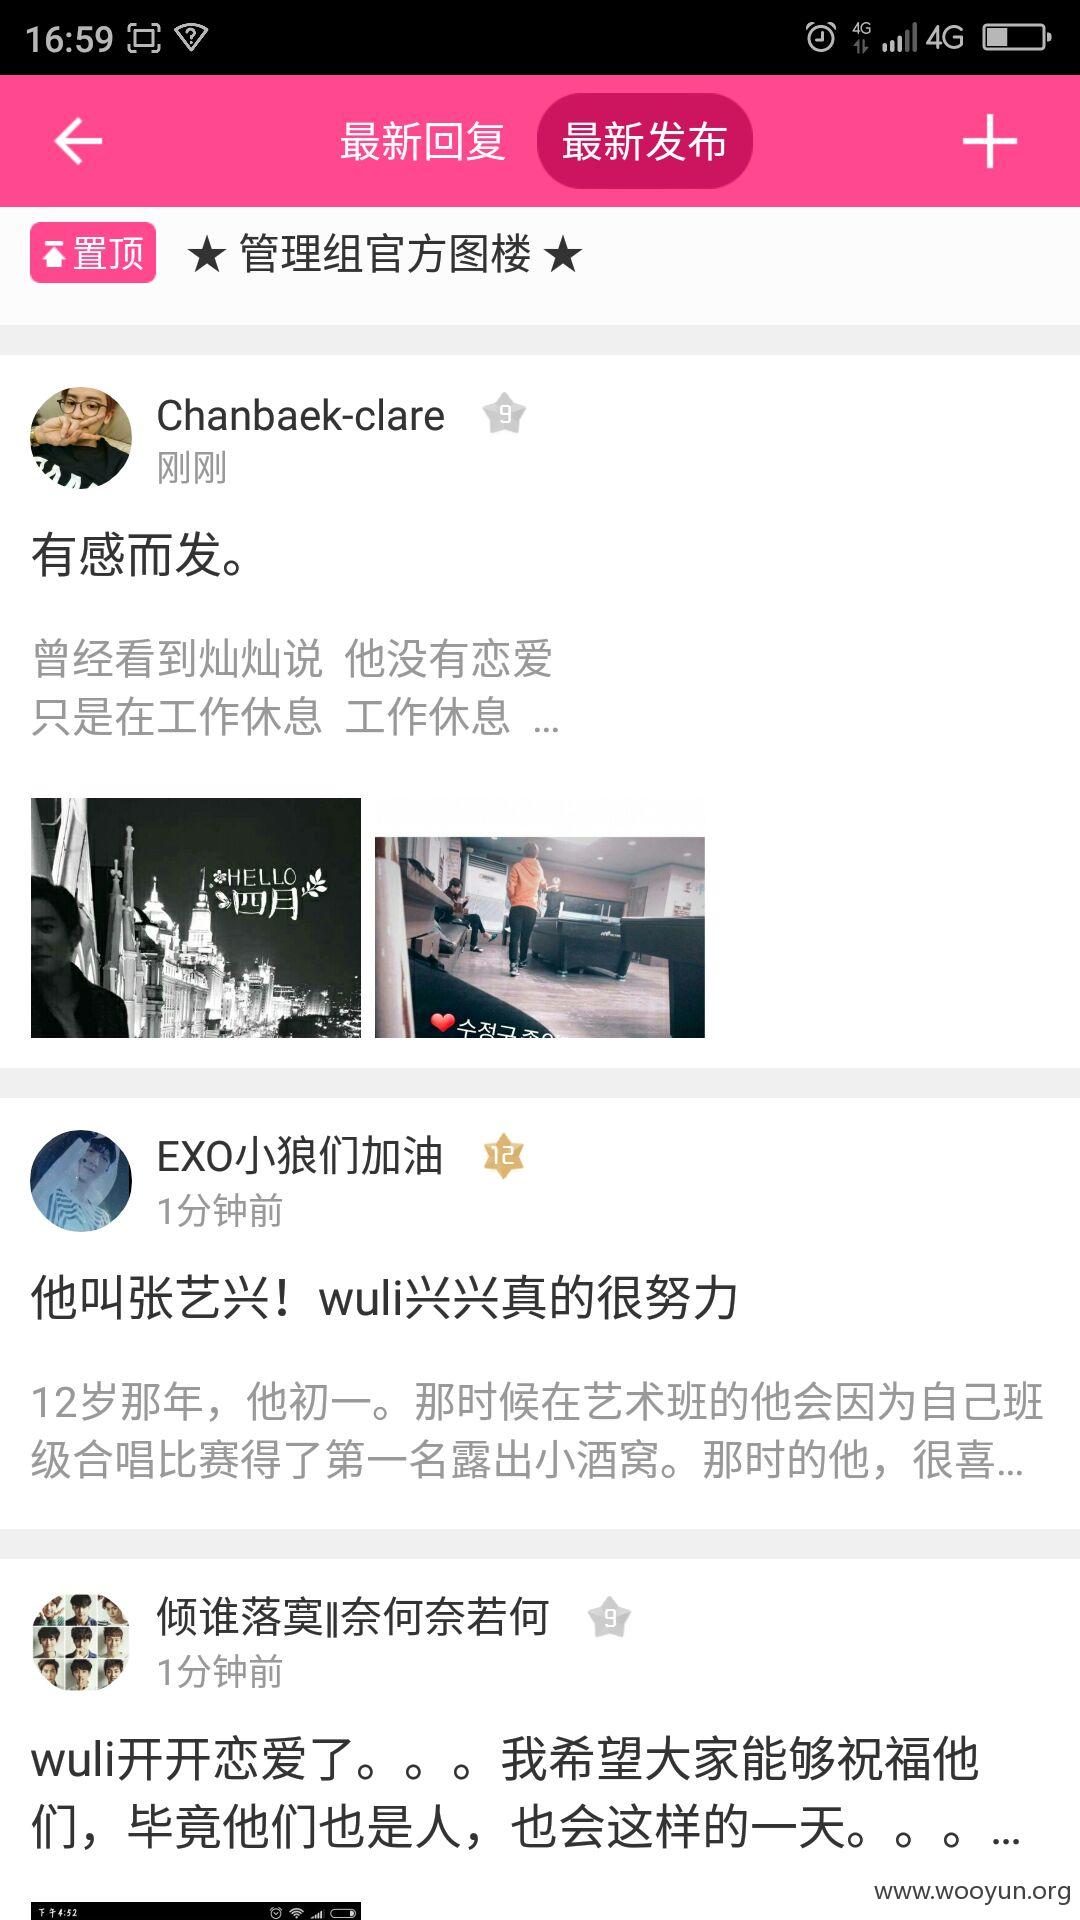 16:59
4G
4G
最新回复
最新发布
置顶
★ 管理组官方图楼 ★
Chanbaek-clare
9
刚刚
有感而发。
曾经看到灿灿说 他没有恋爱
只是在工作休息 工作休息 ...
HELLO
四月
❤수정구
EXO小狼们加油
12
1分钟前
他叫张艺兴！wuli兴兴真的很努力
12岁那年，他初一。那时候在艺术班的他会因为自己班
级合唱比赛得了第一名露出小酒窝。那时的他，很喜...
倾谁落寞‖奈何奈若何
9
1分钟前
wuli开开恋爱了。。。我希望大家能够祝福他
们，毕竟他们也是人，也会这样的一天。。。...
下午4:52
www.wooyun.org